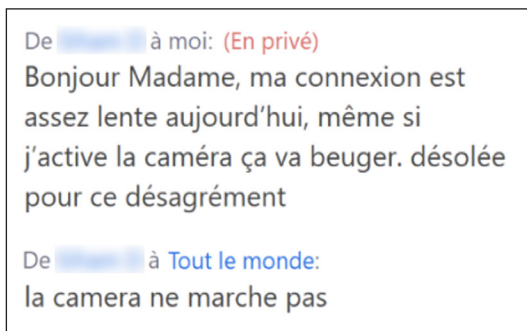 De à moi: (En privé)
Bonjour Madame, ma connexion est
assez lente aujourd’hui, même si
j’active la caméra ça va beuger. désolée
pour ce désagrément
De à Tout le monde:
la camera ne marche pas